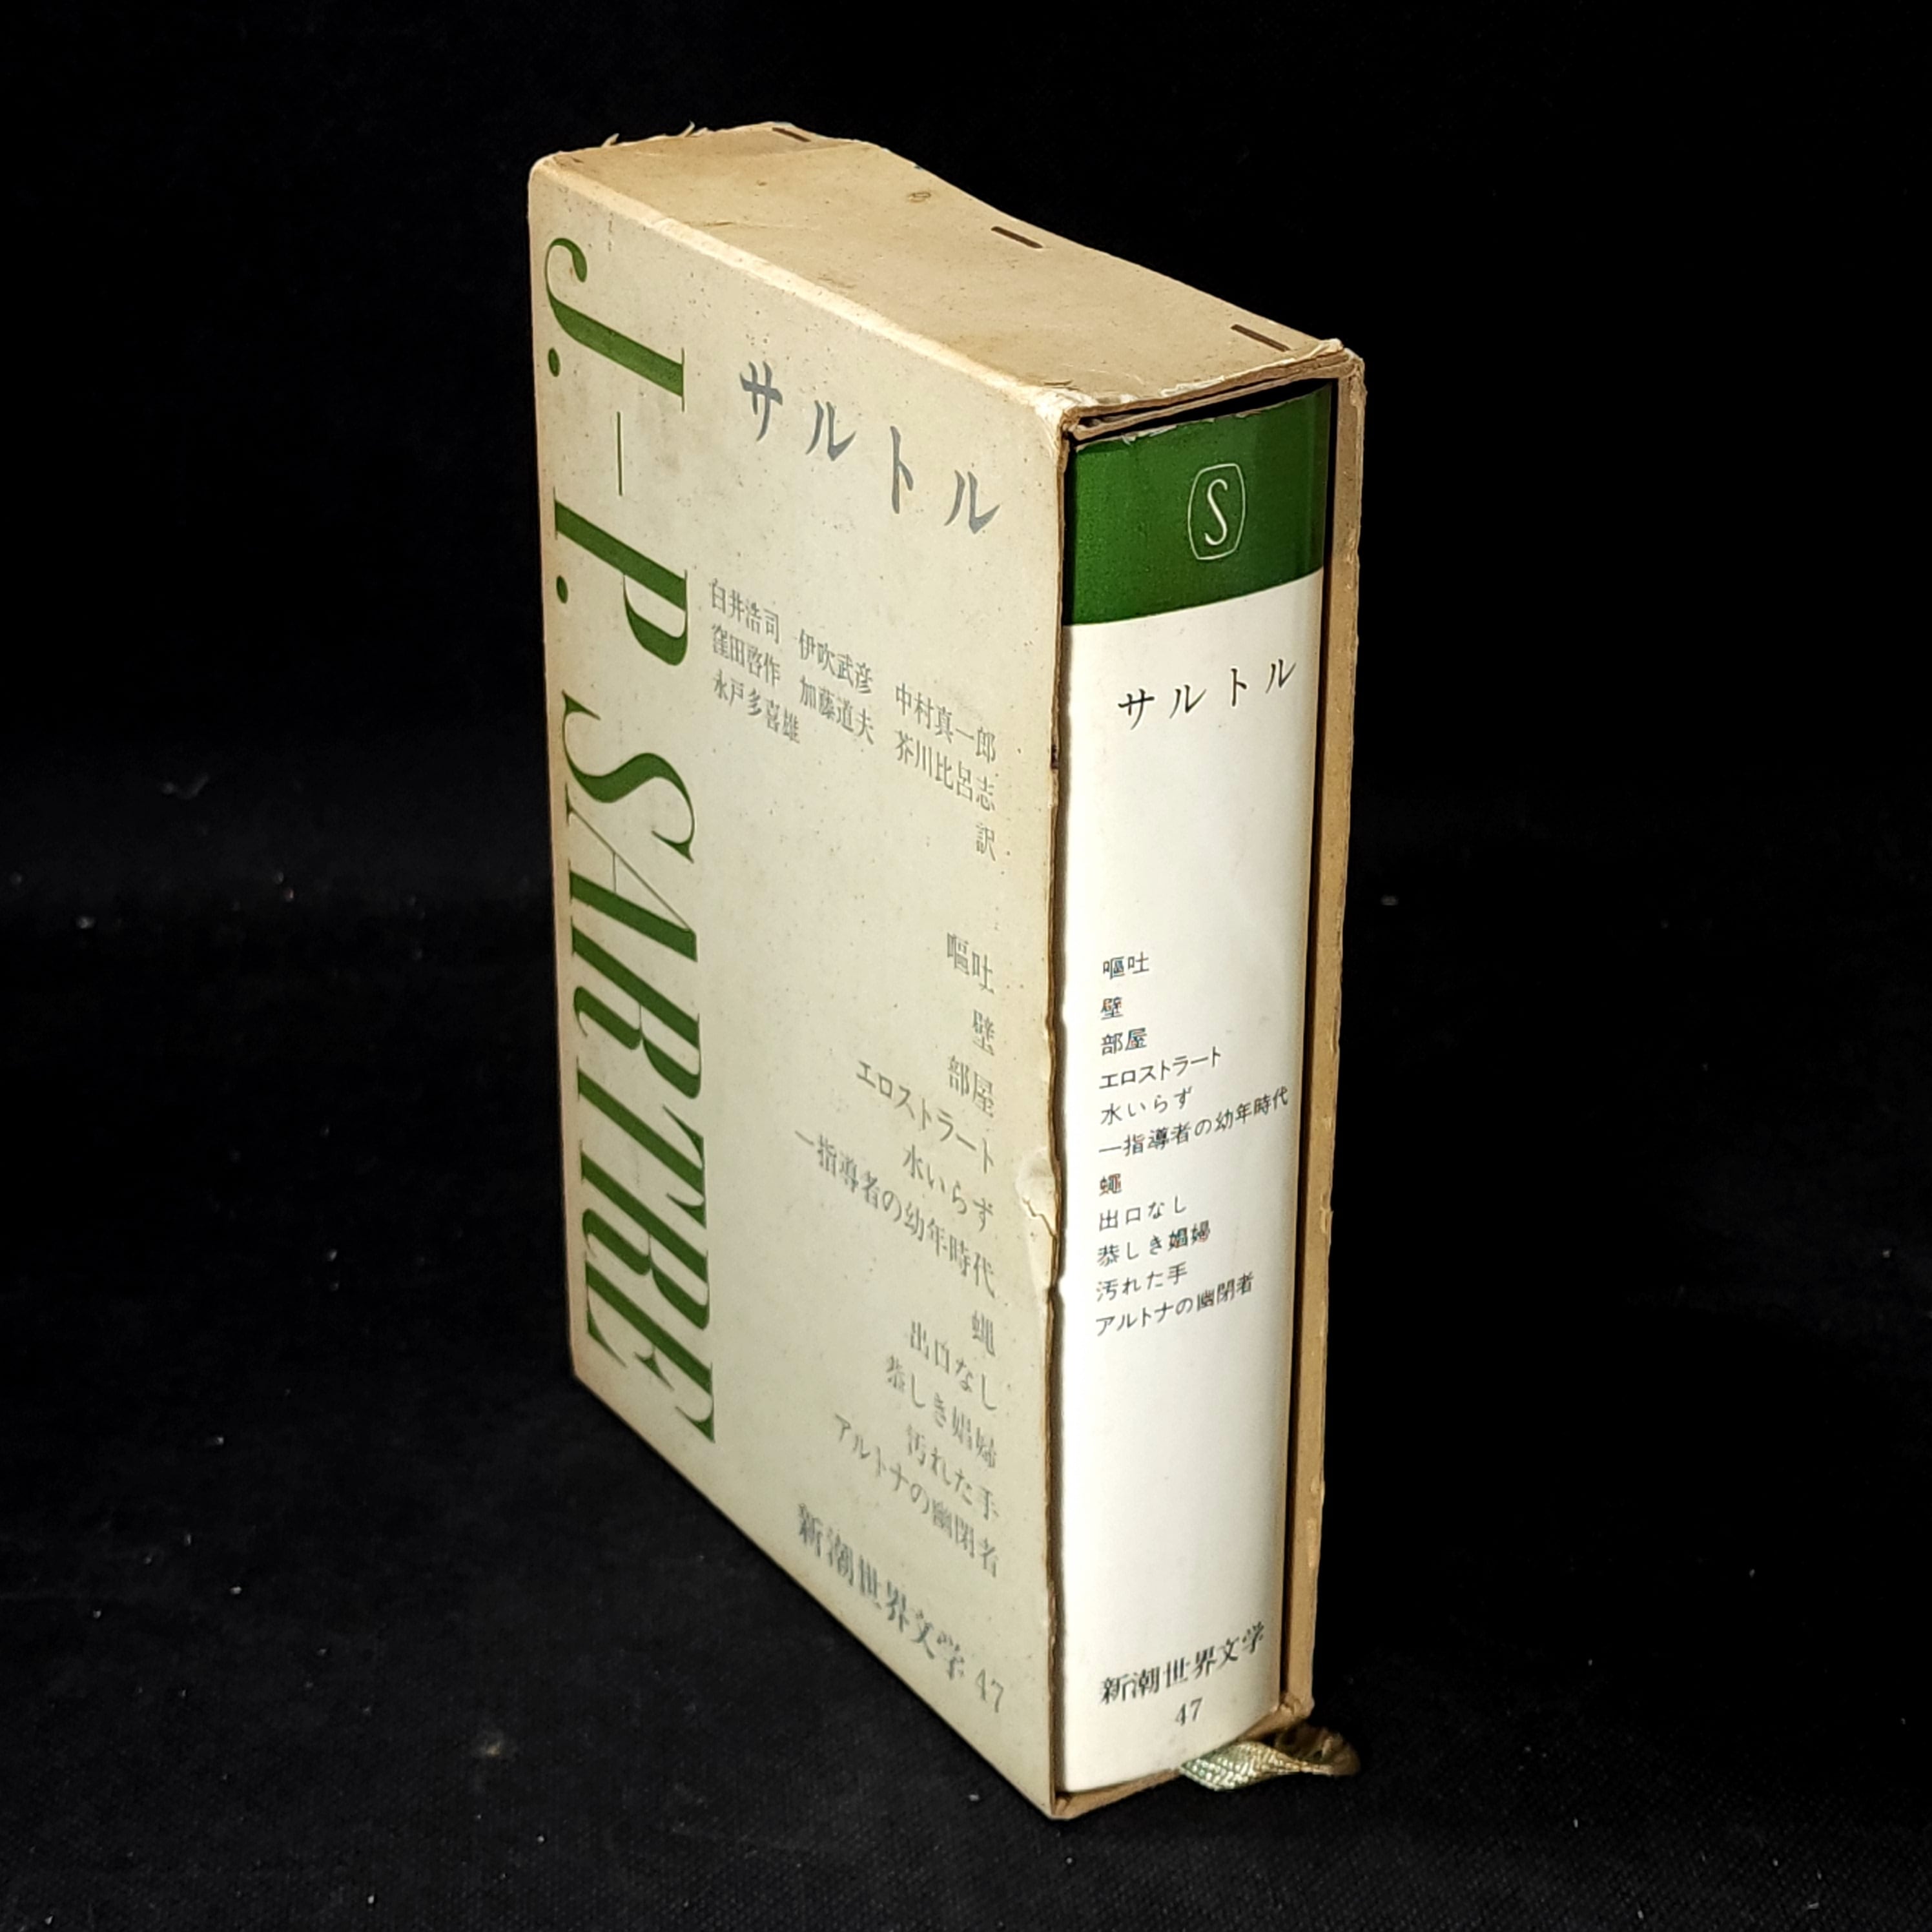 J.-P. SARTRE
サルトル
白井浩司 伊吹武彦 中村真一郎
窪田啓作 加藤道夫 芥川比呂志
永戸多喜雄
訳
嘔吐
壁
部屋
エロストラート
水いらず
一指導者の幼年時代
蝿
出口なし
恭しき娼婦
汚れた手
アルトナの幽閉者
新潮世界文学 47
S
サルトル
嘔吐
壁
部屋
エロストラート
水いらず
一指導者の幼年時代
蠅
出口なし
恭しき娼婦
汚れた手
アルトナの幽閉者
新潮世界文学
47